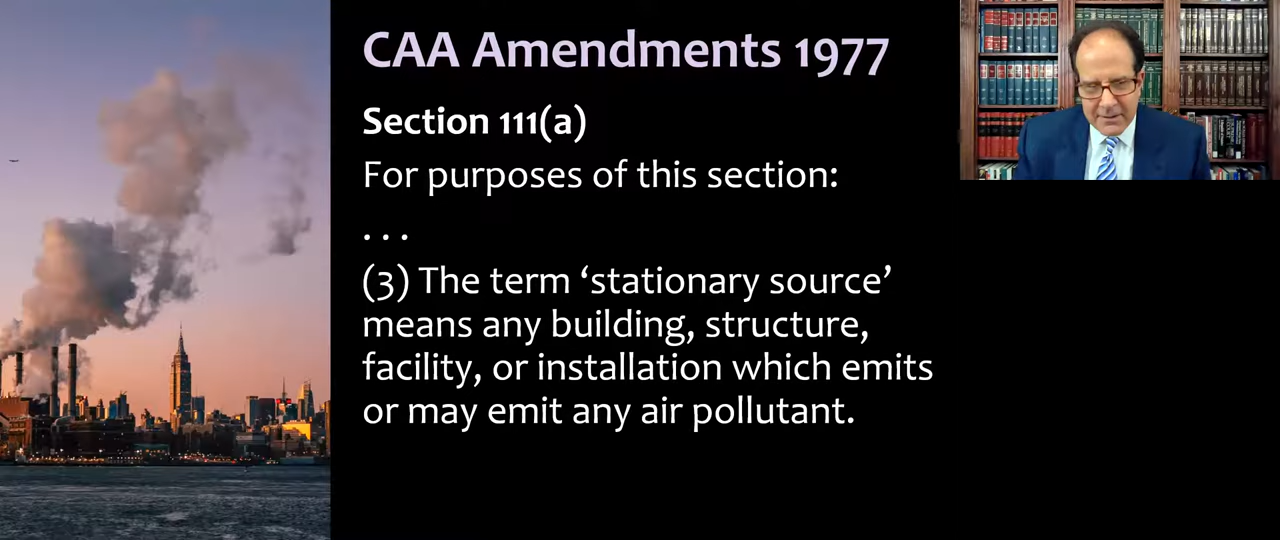 CAA Amendments 1977
Section 111(a)
For purposes of this section:
. . .
(3) The term ‘stationary source’
means any building, structure,
facility, or installation which emits
or may emit any air pollutant.